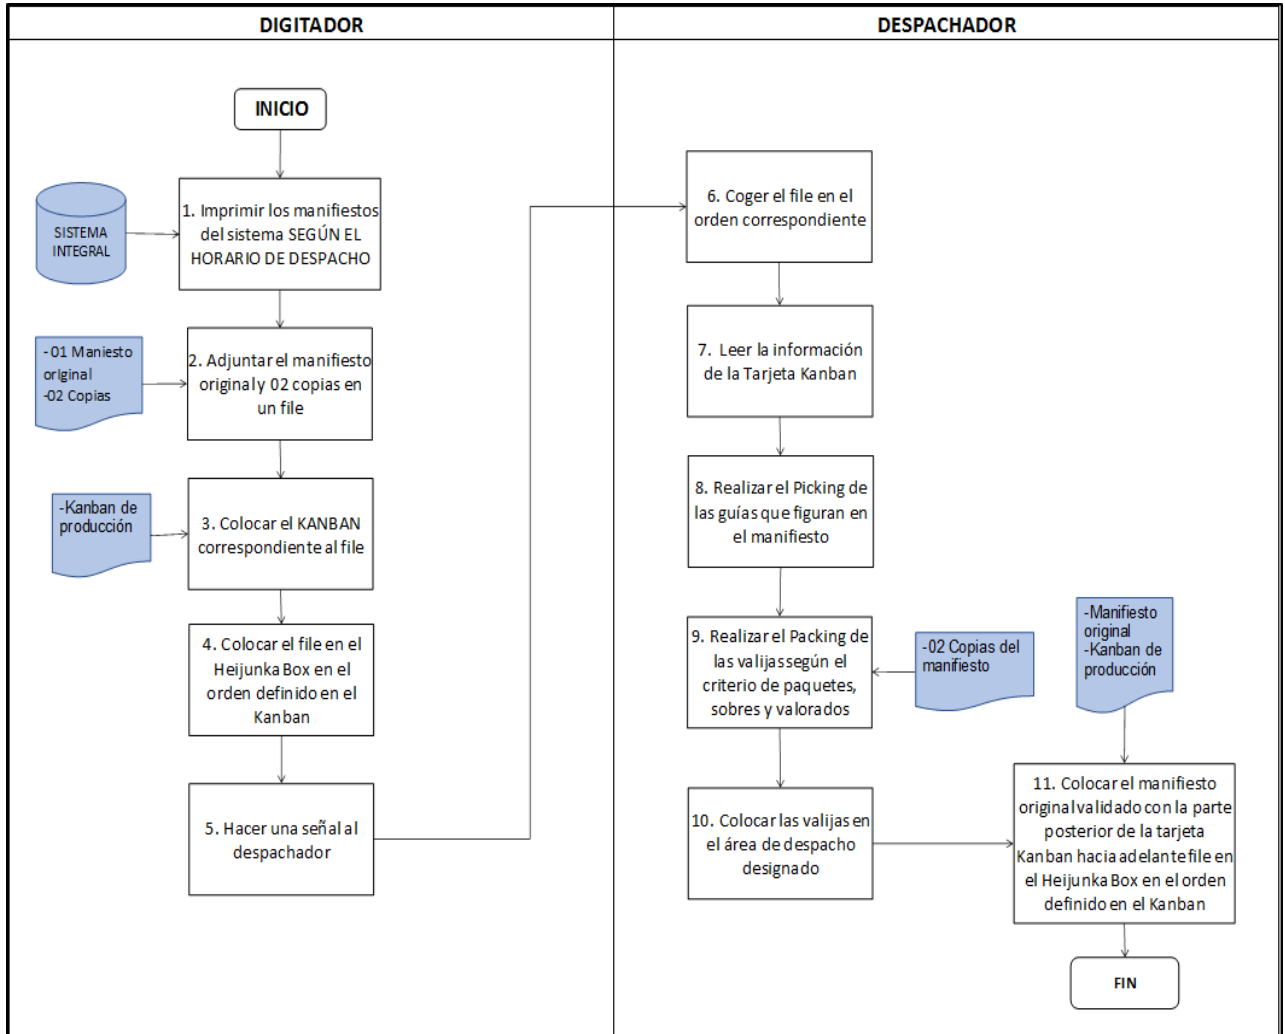 DIGITADOR
DESPACHADOR
INICIO
SISTEMA
INTEGRAL
1. Imprimir los manifiestos
del sistema SEGÚN EL
HORARIO DE DESPACHO
-01 Maniesto
original
-02 Copias
2. Adjuntar el manifiesto
original y 02 copias en
un file
-Kanban de
producción
3. Colocar el KANBAN
correspondiente al file
4. Colocar el file en el
Heijunka Box en el
orden definido en el
Kanban
5. Hacer una señal al
despachador
6. Coger el file en el
orden correspondiente
7. Leer la información
de la Tarjeta Kanban
8. Realizar el Picking de
las guías que figuran en
el manifiesto
9. Realizar el Packing de
las valijas según el
criterio de paquetes,
sobres y valorados
-02 Copias del
manifiesto
-Manifiesto
original
-Kanban de
producción
10. Colocar las valijas en
el área de despacho
designado
11. Colocar el manifiesto
original validado con la parte
posterior de la tarjeta
Kanban hacia adelante file en
el Heijunka Box en el orden
definido en el Kanban
FIN